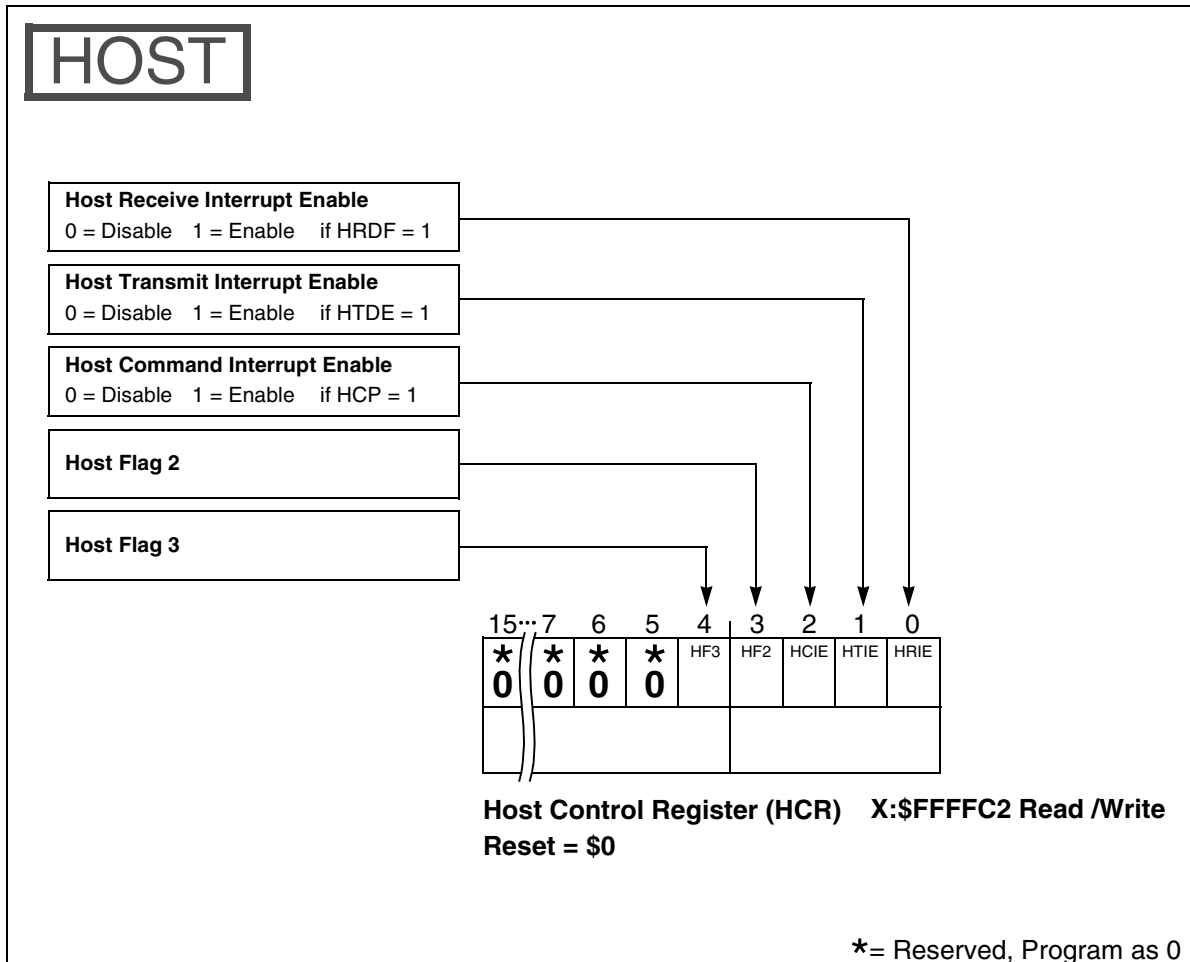 HOST
Host Receive Interrupt Enable
0 = Disable 1 = Enable if HRDF = 1
Host Transmit Interrupt Enable
0 = Disable 1 = Enable if HTDE = 1
Host Command Interrupt Enable
0 = Disable 1 = Enable if HCP = 1
Host Flag 2
Host Flag 3
15 ··· 7 6 5 4 3 2 1 0
* * * * HF3 HF2 HCIE HTIE HRIE
0 0 0 0
Host Control Register (HCR) X:$FFFFC2 Read /Write
Reset = $0
*= Reserved, Program as 0